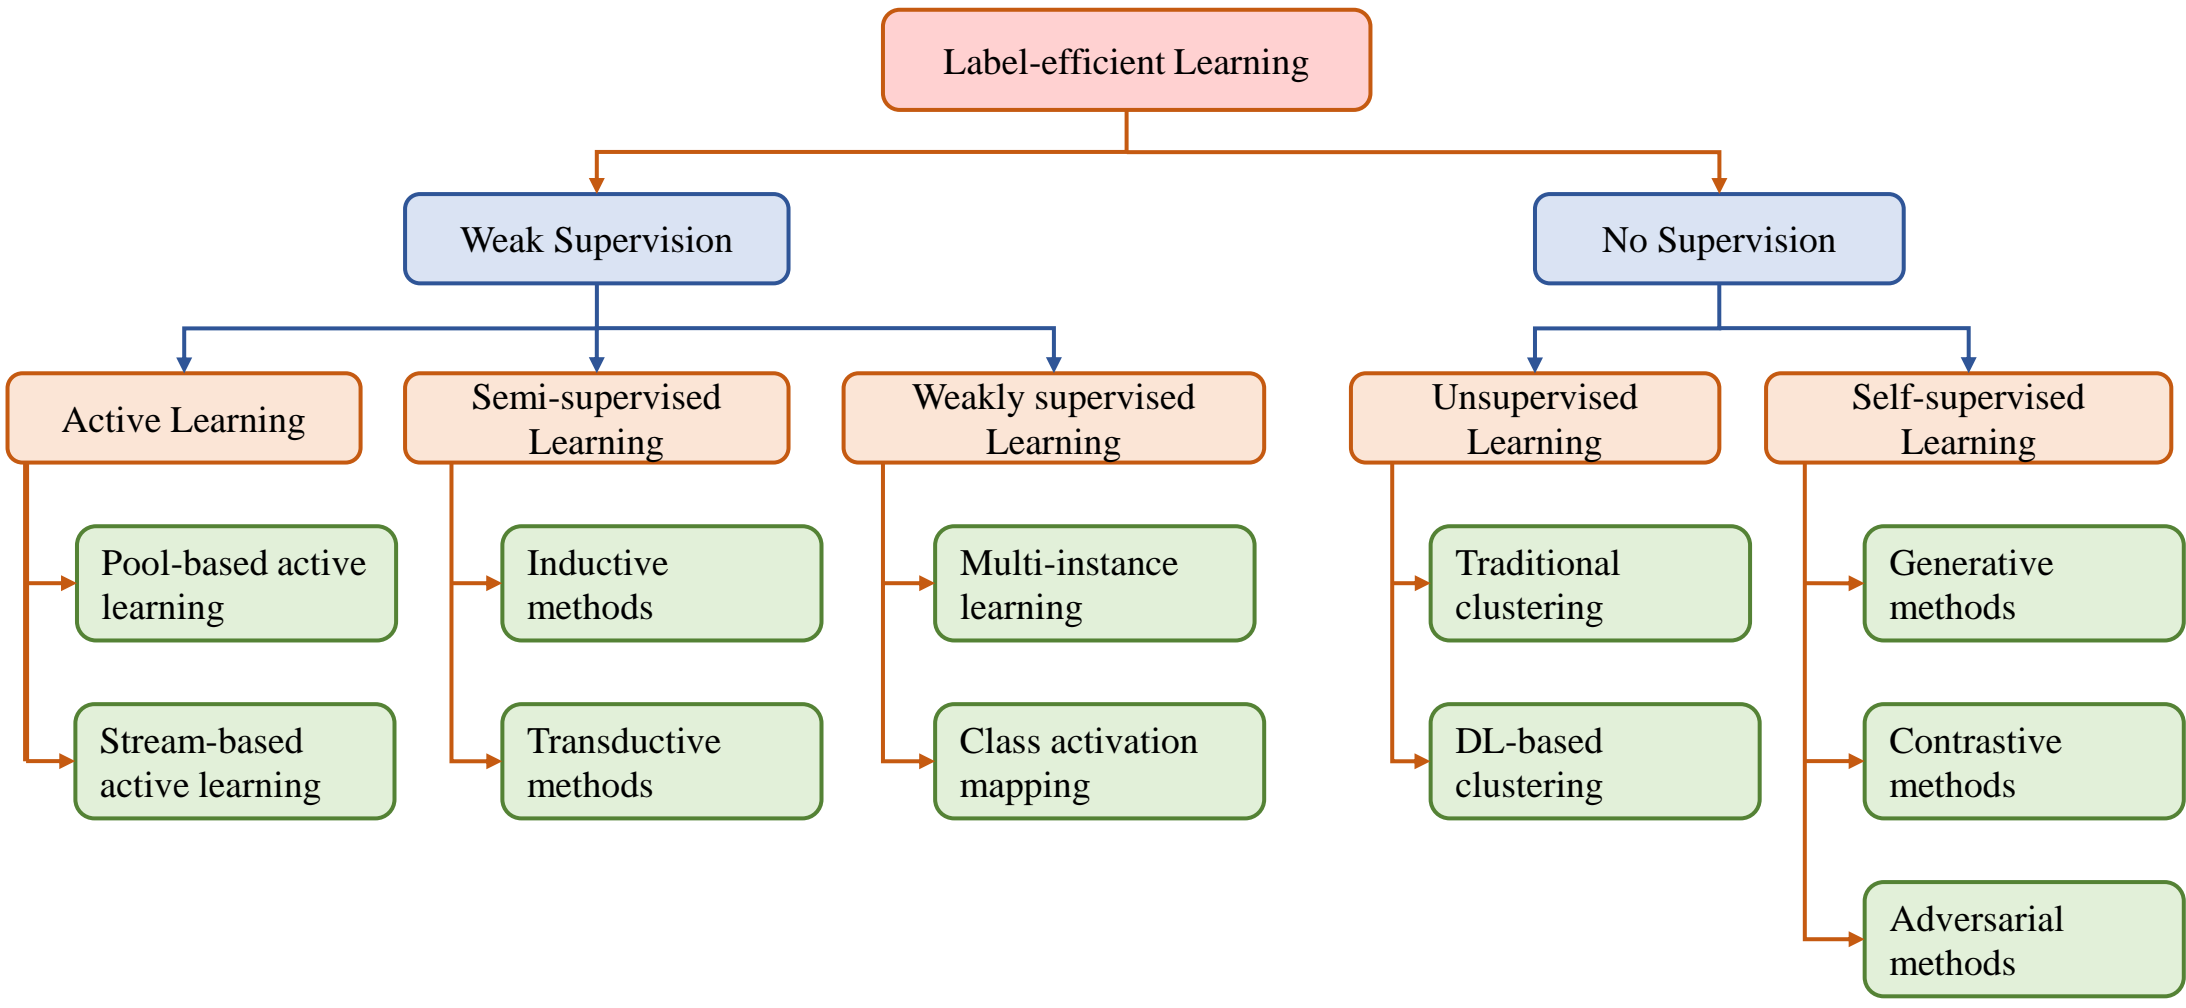 Label-efficient Learning
Weak Supervision
No Supervision
Active Learning
Semi-supervised
Learning
Weakly supervised
Learning
Unsupervised
Learning
Self-supervised
Learning
Pool-based active
learning
Inductive
methods
Multi-instance
learning
Traditional
clustering
Generative
methods
Stream-based
active learning
Transductive
methods
Class activation
mapping
DL-based
clustering
Contrastive
methods
Adversarial
methods